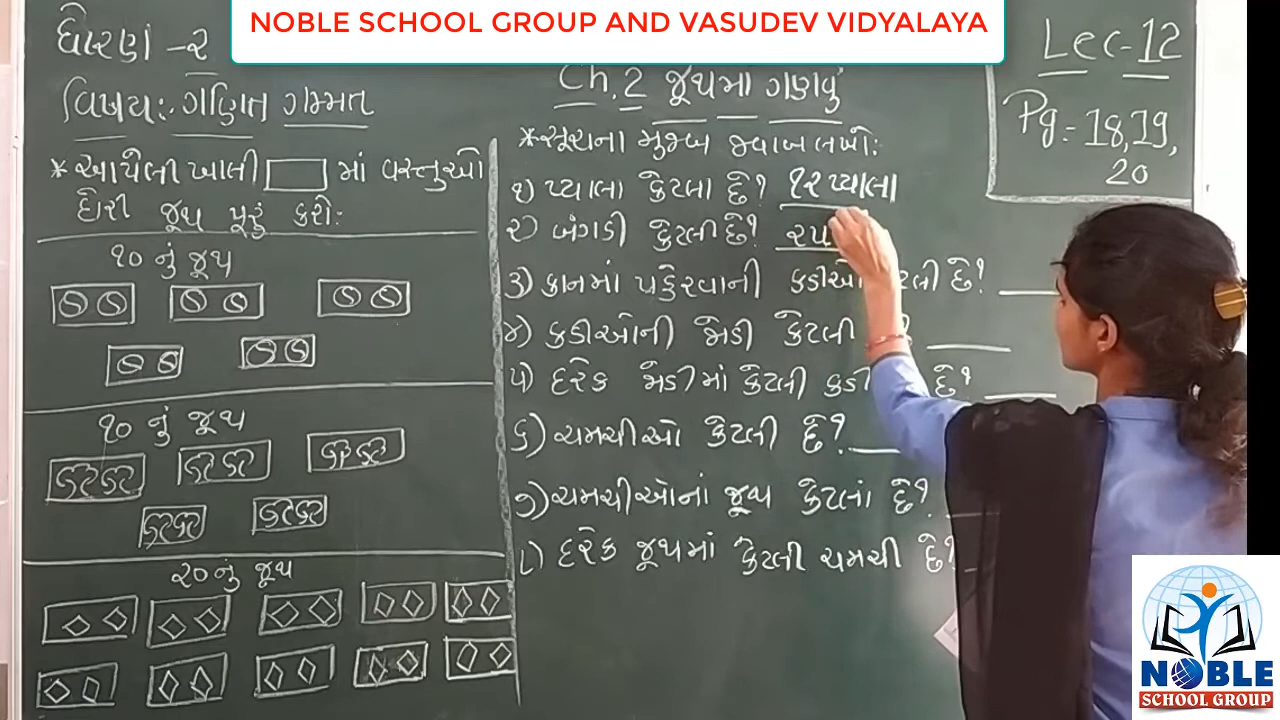 NOBLE SCHOOL GROUP AND VASUDEV VIDYALAYA
ધોરણ - ૨
વિષય:- ગણિત ગમ્મત
* આપેલી ખાલી માં વસ્તુઓ
દોરી જૂથ પૂરું કરો:
૧૦ નું જૂથ
૧૦ નું જૂથ
૨૦ નું જૂથ
Ch. 2 જૂથમાં ગણવું
* સૂચના મુજબ જવાબ લખો:
૧) પ્યાલા કેટલા છે? ૧૨ પ્યાલા
૨) બંગડી કેટલી છે? ૨૫
૩) કાનમાં પહેરવાની કડીઓ છે?
૪) કડીઓની જોડી કેટલી
૫) દરેક જોડીમાં કેટલી કડી છે?
૬) ચમચીઓ કેટલી છે?
૭) ચમચીઓનાં જૂથ કેટલાં છે?
૮) દરેક જૂથમાં કેટલી ચમચી છે?
Lec-12
Pg = 18,19,
20
NOBLE
SCHOOL GROUP